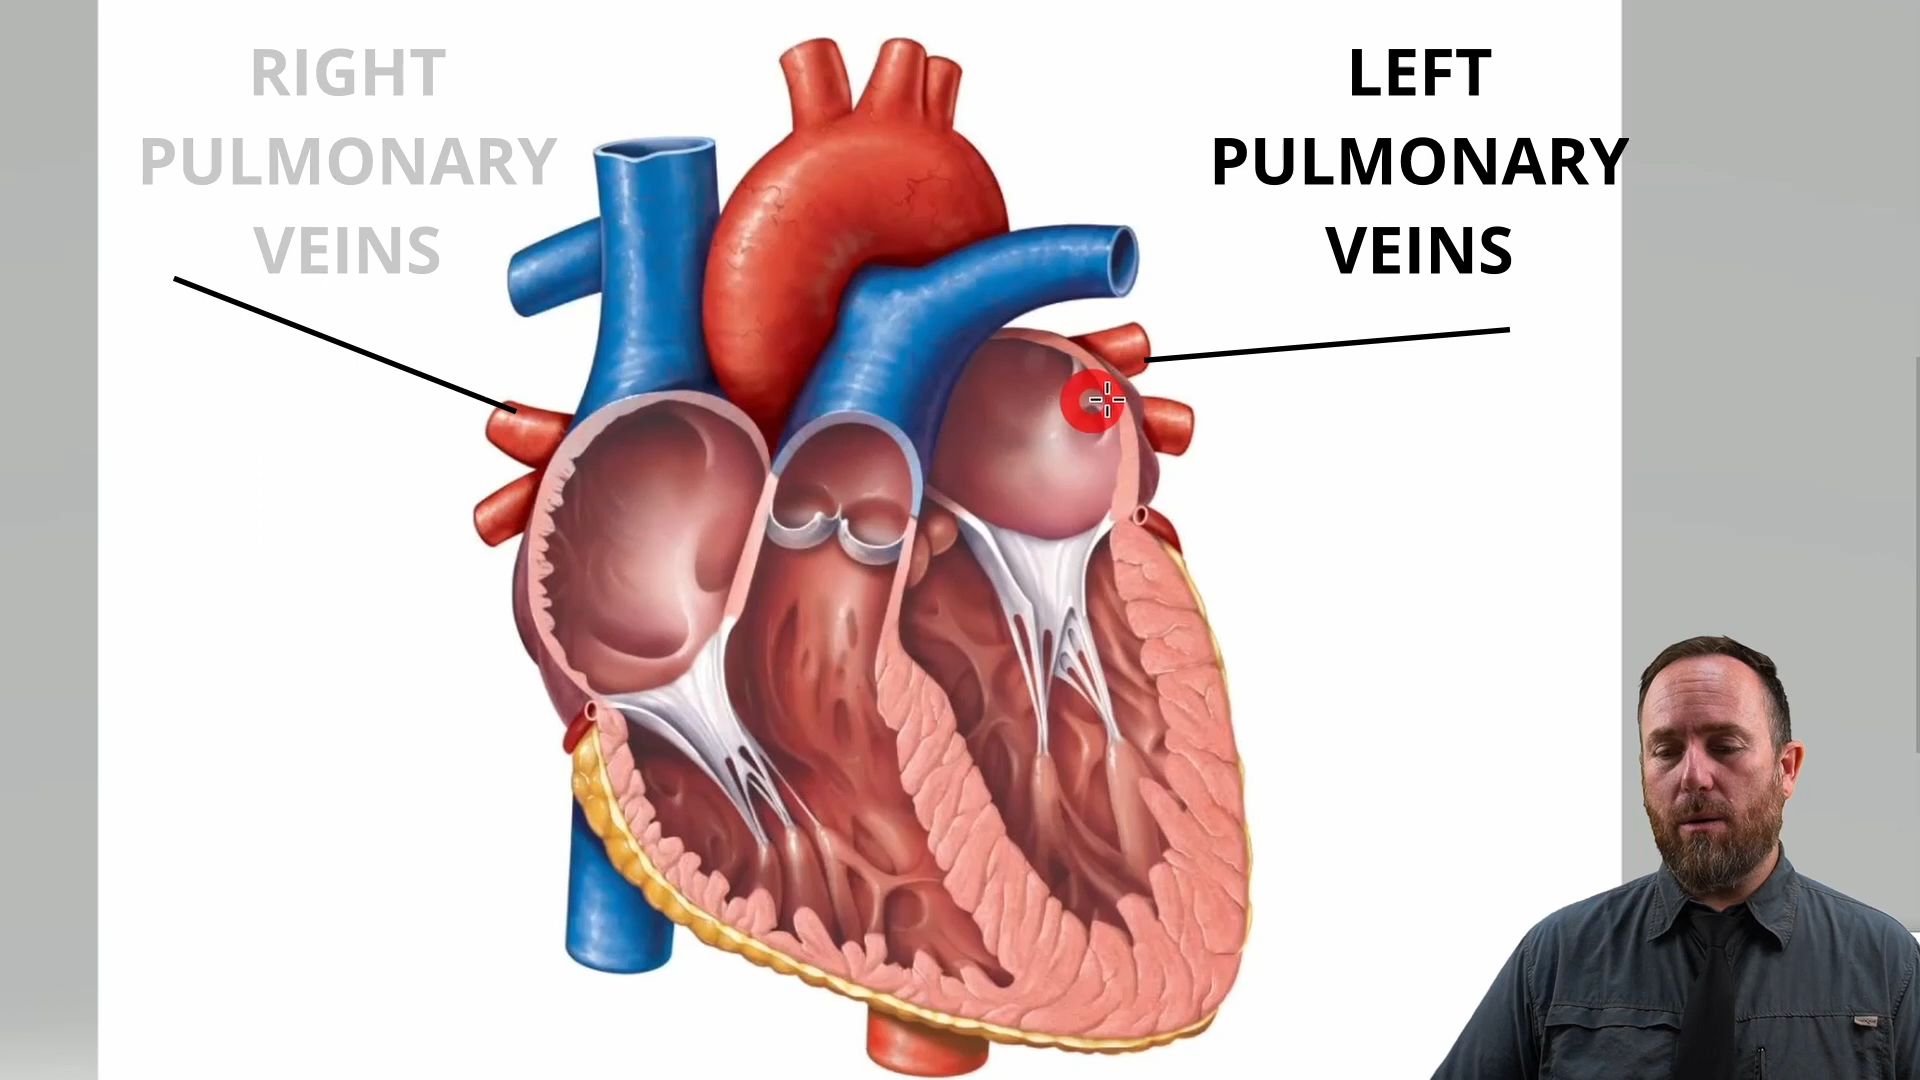 RIGHT
PULMONARY
VEINS
LEFT
PULMONARY
VEINS